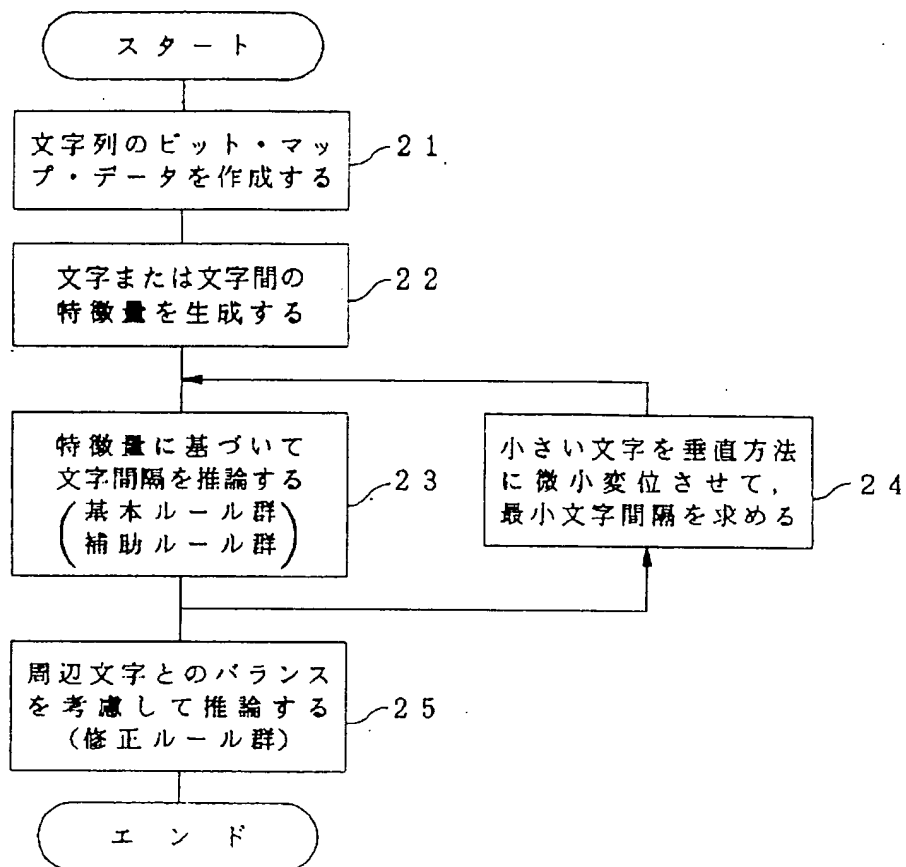 スタート
文字列のビット・マッ
プ・データを作成する
21
文字または文字間の
特徴量を生成する
22
特徴量に基づいて
文字間隔を推論する
(基本ルール群
補助ルール群)
23
小さい文字を垂直方法
に微小変位させて,
最小文字間隔を求める
24
周辺文字とのバランス
を考慮して推論する
(修正ルール群)
25
エンド